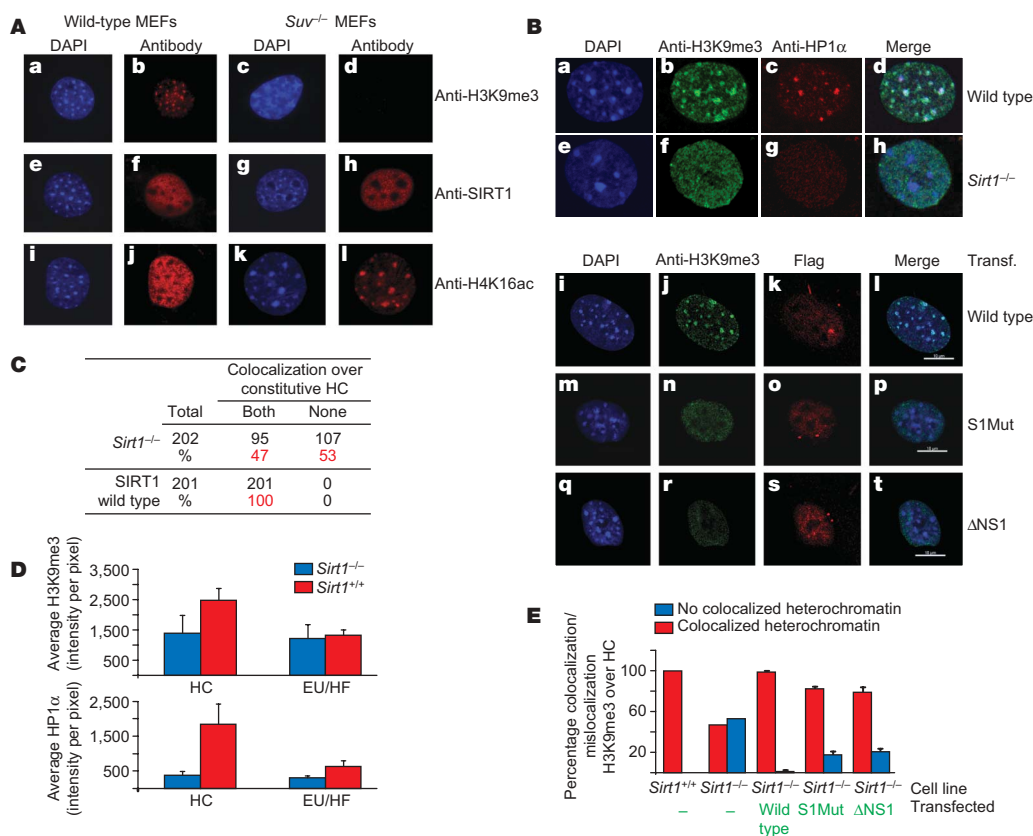 A
Wild-type MEFs Suv–/– MEFs
DAPI Antibody DAPI Antibody
a b c d Anti-H3K9me3
e f g h Anti-SIRT1
i j k l Anti-H4K16ac
B
DAPI Anti-H3K9me3 Anti-HP1α Merge
a b c d Wild type
e f g h Sirt1–/–
DAPI Anti-H3K9me3 Flag Merge Transf.
i j k l Wild type
m n o p S1Mut
q r s t ΔNS1
C
Colocalization over
constitutive HC
Total Both None
Sirt1–/– 202 95 107
% 47 53
SIRT1 201 201 0
wild type % 100 0
D
Sirt1–/–
Sirt1+/+
Average H3K9me3
(intensity per pixel)
3,500
2,500
1,500
500
HC EU/HF
Average HP1α
(intensity per pixel)
2,500
1,500
500
HC EU/HF
E
No colocalized heterochromatin
Colocalized heterochromatin
Percentage colocalization/
mislocalization
H3K9me3 over HC
100
60
20
Sirt1+/+ Sirt1–/– Sirt1–/– Sirt1–/– Sirt1–/– Cell line
– – Wild type S1Mut ΔNS1 Transfected